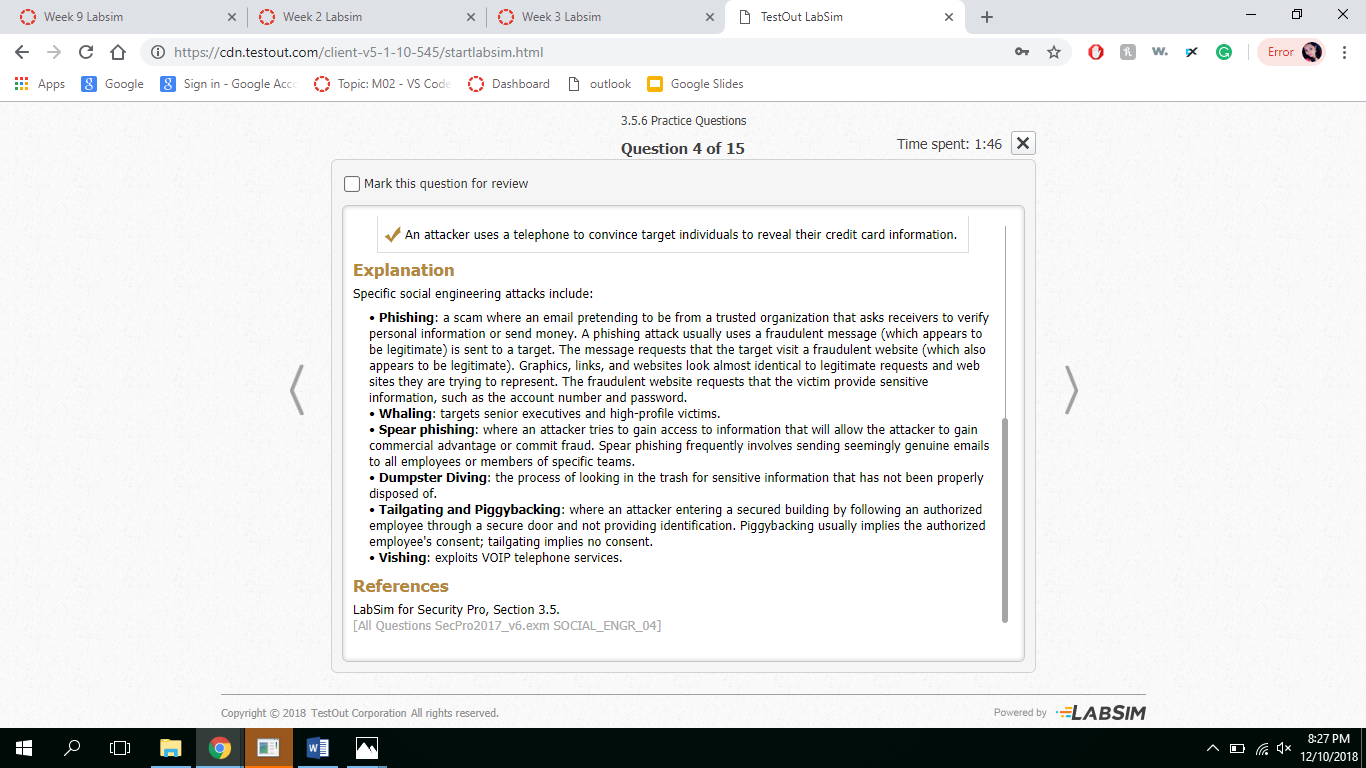 Week 9 Labsim
Week 2 Labsim
Week 3 Labsim
TestOut LabSim
https://cdn.testout.com/client-v5-1-10-545/startlabsim.html
Error
Apps
Google
Sign in - Google Acco
Topic: M02 - VS Code
Dashboard
outlook
Google Slides
3.5.6 Practice Questions
Question 4 of 15
Time spent: 1:46
Mark this question for review
An attacker uses a telephone to convince target individuals to reveal their credit card information.
Explanation
Specific social engineering attacks include:
• Phishing: a scam where an email pretending to be from a trusted organization that asks receivers to verify
personal information or send money. A phishing attack usually uses a fraudulent message (which appears to
be legitimate) is sent to a target. The message requests that the target visit a fraudulent website (which also
appears to be legitimate). Graphics, links, and websites look almost identical to legitimate requests and web
sites they are trying to represent. The fraudulent website requests that the victim provide sensitive
information, such as the account number and password.
• Whaling: targets senior executives and high-profile victims.
• Spear phishing: where an attacker tries to gain access to information that will allow the attacker to gain
commercial advantage or commit fraud. Spear phishing frequently involves sending seemingly genuine emails
to all employees or members of specific teams.
• Dumpster Diving: the process of looking in the trash for sensitive information that has not been properly
disposed of.
• Tailgating and Piggybacking: where an attacker entering a secured building by following an authorized
employee through a secure door and not providing identification. Piggybacking usually implies the authorized
employee's consent; tailgating implies no consent.
• Vishing: exploits VOIP telephone services.
References
LabSim for Security Pro, Section 3.5.
[All Questions SecPro2017_v6.exm SOCIAL_ENGR_04]
Copyright © 2018 TestOut Corporation All rights reserved.
Powered by LABSIM
8:27 PM
12/10/2018